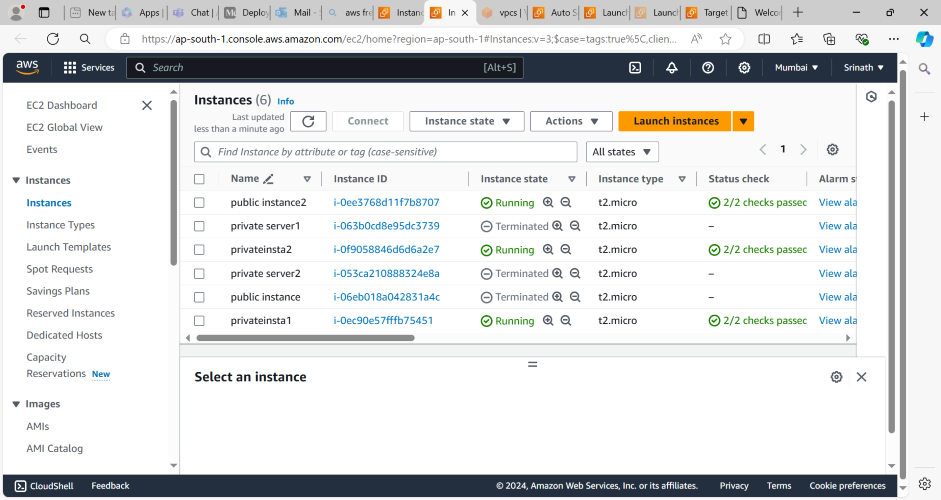 New ta
Apps |
Chat |
Deploy
Mail -
aws fr
Instanc
In
vpcs |
Auto S
Launch
Launch
Target
Welco
https://ap-south-1.console.aws.amazon.com/ec2/home?region=ap-south-1#Instances:v=3;$case=tags:true%5C,clien...
aws
Services
Search
[Alt+S]
Mumbai
Srinath
EC2 Dashboard
EC2 Global View
Events
Instances
Instances
Instance Types
Launch Templates
Spot Requests
Savings Plans
Reserved Instances
Dedicated Hosts
Capacity
Reservations New
Images
AMIs
AMI Catalog
Instances (6) Info
Last updated
less than a minute ago
Connect
Instance state
Actions
Launch instances
Find Instance by attribute or tag (case-sensitive)
All states
1
Name Instance ID Instance state Instance type Status check Alarm s
public instance2 i-0ee3768d11f7b8707 Running t2.micro 2/2 checks passec View ala
private server1 i-063b0cd8e95dc3739 Terminated t2.micro – View ala
privateinsta2 i-0f9058846d6d6a2e7 Running t2.micro 2/2 checks passec View ala
private server2 i-053ca210888324e8a Terminated t2.micro – View ala
public instance i-06eb018a042831a4c Terminated t2.micro – View ala
privateinsta1 i-0ec90e57fffb75451 Running t2.micro 2/2 checks passec View ala
Select an instance
CloudShell
Feedback
© 2024, Amazon Web Services, Inc. or its affiliates.
Privacy
Terms
Cookie preferences